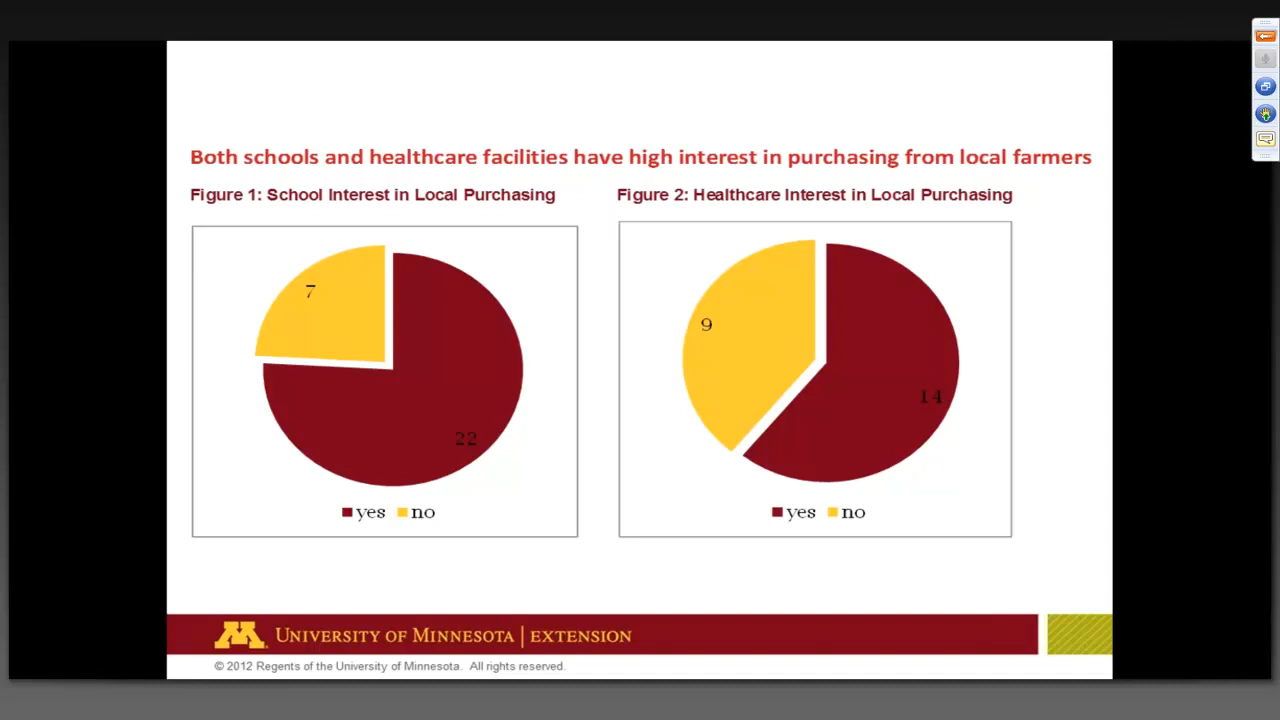 Both schools and healthcare facilities have high interest in purchasing from local farmers
Figure 1: School Interest in Local Purchasing
7
22
yes no
Figure 2: Healthcare Interest in Local Purchasing
9
14
yes no
M
UNIVERSITY OF MINNESOTA | EXTENSION
© 2012 Regents of the University of Minnesota. All rights reserved.